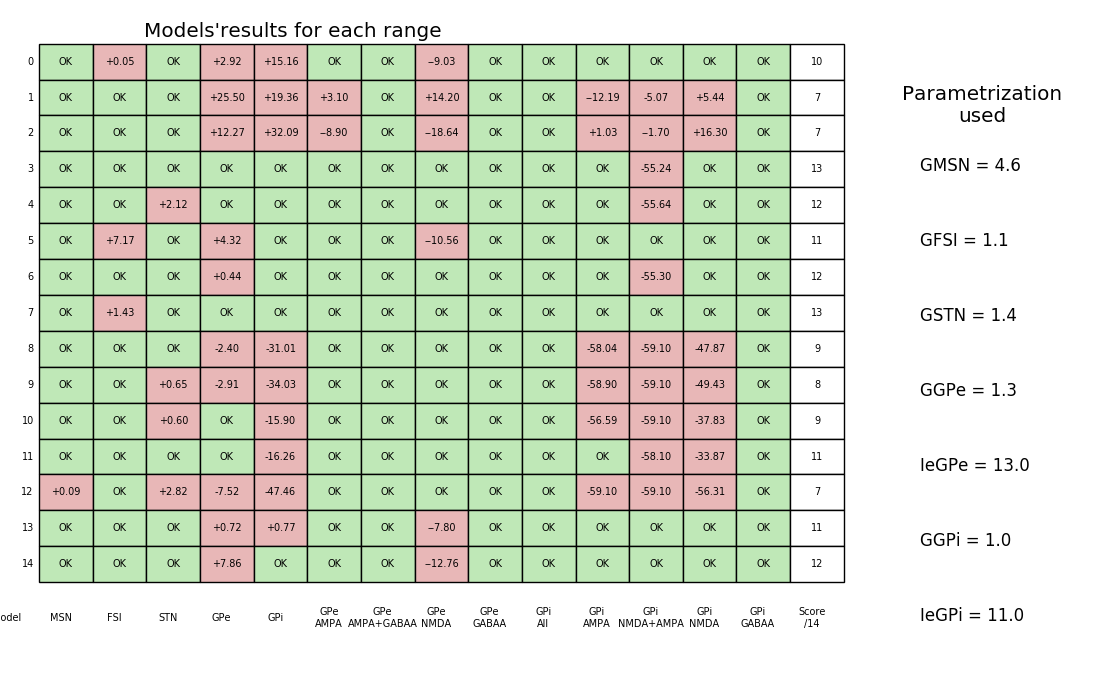 Models'results for each range
0 OK +0.05 OK +2.92 +15.16 OK OK --9.03 OK OK OK OK OK OK 10
1 OK OK OK +25.50 +19.36 +3.10 OK +14.20 OK OK --12.19 -5.07 +5.44 OK 7
2 OK OK OK +12.27 +32.09 --8.90 OK --18.64 OK OK +1.03 --1.70 +16.30 OK 7
3 OK OK OK OK OK OK OK OK OK OK OK -55.24 OK OK 13
4 OK OK +2.12 OK OK OK OK OK OK OK OK -55.64 OK OK 12
5 OK +7.17 OK +4.32 OK OK OK --10.56 OK OK OK OK OK OK 11
6 OK OK OK +0.44 OK OK OK OK OK OK OK -55.30 OK OK 12
7 OK +1.43 OK OK OK OK OK OK OK OK OK OK OK OK 13
8 OK OK OK -2.40 -31.01 OK OK OK OK OK -58.04 -59.10 -47.87 OK 9
9 OK OK +0.65 -2.91 -34.03 OK OK OK OK OK -58.90 -59.10 -49.43 OK 8
10 OK OK +0.60 OK -15.90 OK OK OK OK OK -56.59 -59.10 -37.83 OK 9
11 OK OK OK OK -16.26 OK OK OK OK OK OK -58.10 -33.87 OK 11
12 +0.09 OK +2.82 -7.52 -47.46 OK OK OK OK OK -59.10 -59.10 -56.31 OK 7
13 OK OK OK +0.72 +0.77 OK OK --7.80 OK OK OK OK OK OK 11
14 OK OK OK +7.86 OK OK OK --12.76 OK OK OK OK OK OK 12
odel MSN FSI STN GPe GPi GPe GPe GPe GPe GPi GPi GPi GPi GPi Score
AMPA AMPA+GABAA NMDA GABAA All AMPA NMDA+AMPA NMDA GABAA /14
Parametrization
used
GMSN = 4.6
GFSI = 1.1
GSTN = 1.4
GGPe = 1.3
IeGPe = 13.0
GGPi = 1.0
IeGPi = 11.0